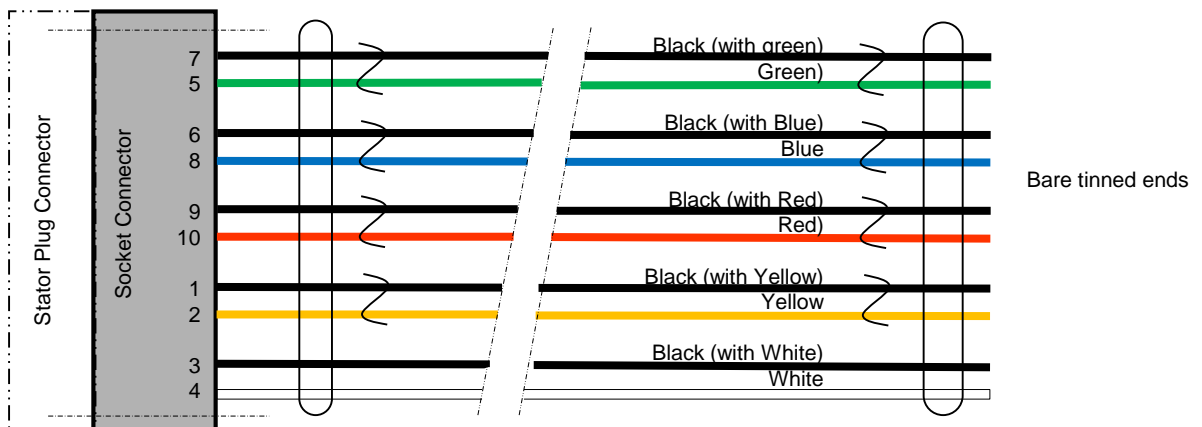 Stator Plug Connector
Socket Connector
7 Black (with green)
5 Green)
6 Black (with Blue)
8 Blue
9 Black (with Red)
10 Red)
1 Black (with Yellow)
2 Yellow
3 Black (with White)
4 White
Bare tinned ends